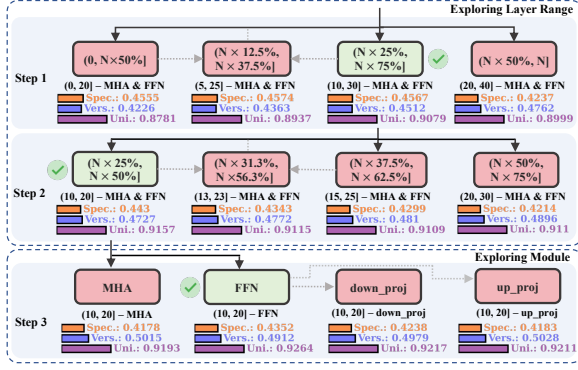 Exploring Layer Range
Step 1
(0, N×50%]
(N × 12.5%,
N × 37.5%]
(N × 25%,
N × 75%]
(N × 50%, N]
(0, 20] – MHA & FFN
(5, 25] – MHA & FFN
(10, 30] – MHA & FFN
(20, 40] – MHA & FFN
Spec.: 0.4555
Vers.: 0.4226
Uni.: 0.8781
Spec.: 0.4574
Vers.: 0.4363
Uni.: 0.8937
Spec.: 0.4567
Vers.: 0.4512
Uni.: 0.9079
Spec.: 0.4237
Vers.: 0.4762
Uni.: 0.8999
Step 2
(N × 25%,
N × 50%]
(N × 31.3%,
N ×56.3%]
(N × 37.5%,
N × 62.5%]
(N × 50%,
N × 75%]
(10, 20] – MHA & FFN
(13, 23] – MHA & FFN
(15, 25] – MHA & FFN
(20, 30] – MHA & FFN
Spec.: 0.443
Vers.: 0.4727
Uni.: 0.9157
Spec.: 0.4343
Vers.: 0.4772
Uni.: 0.9115
Spec.: 0.4299
Vers.: 0.481
Uni.: 0.9109
Spec.: 0.4214
Vers.: 0.4896
Uni.: 0.911
Exploring Module
Step 3
MHA
FFN
down_proj
up_proj
(10, 20] – MHA
(10, 20] – FFN
(10, 20] – down_proj
(10, 20] – up_proj
Spec.: 0.4178
Vers.: 0.5015
Uni.: 0.9193
Spec.: 0.4352
Vers.: 0.4912
Uni.: 0.9264
Spec.: 0.4238
Vers.: 0.4979
Uni.: 0.9217
Spec.: 0.4183
Vers.: 0.5028
Uni.: 0.9211